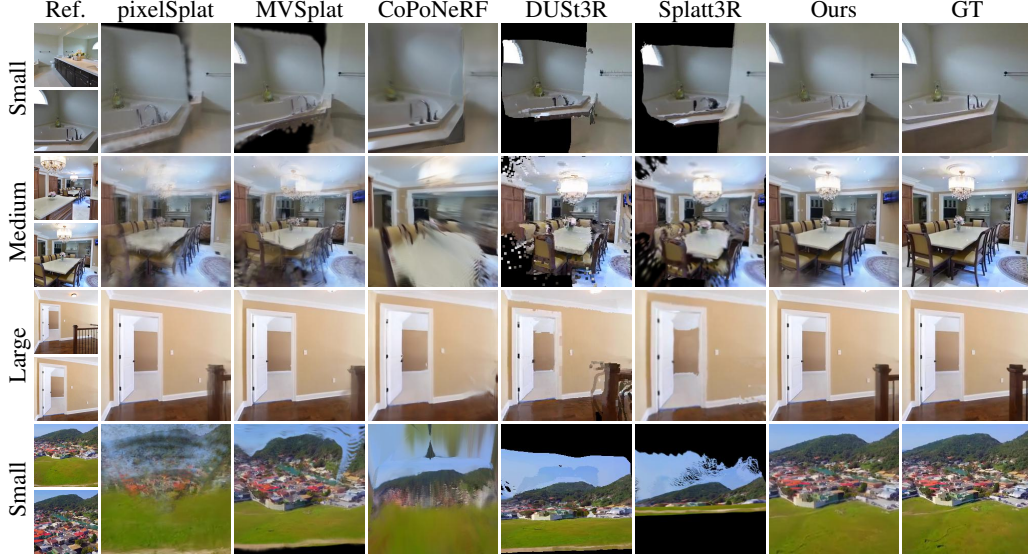 Ref. pixelSplat MVSplat CoPoNeRF DUSt3R Splatt3R Ours GT
Small
Medium
Large
Small